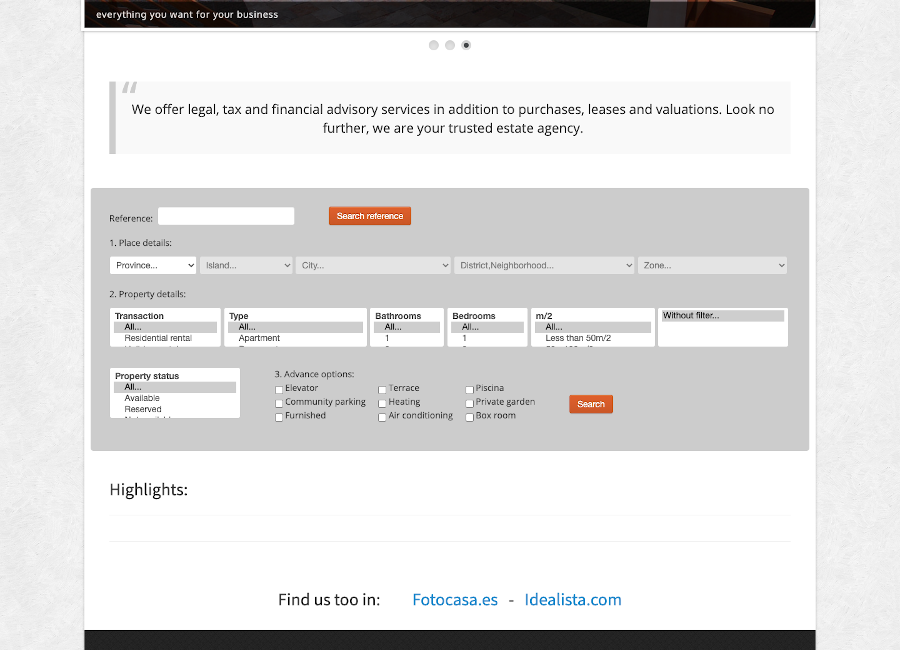 everything you want for your business
“
We offer legal, tax and financial advisory services in addition to purchases, leases and valuations. Look no
further, we are your trusted estate agency.
Reference: Search reference
1. Place details:
Province... Island... City... District,Neighborhood... Zone...
2. Property details:
Transaction Type Bathrooms Bedrooms m/2 Without filter...
All... All... All... All... All...
Residential rental Apartment 1 1 Less than 50m/2
Property status
All...
Available
Reserved
3. Advance options:
Elevator Terrace Piscina
Community parking Heating Private garden
Furnished Air conditioning Box room
Search
Highlights:
Find us too in: Fotocasa.es - Idealista.com